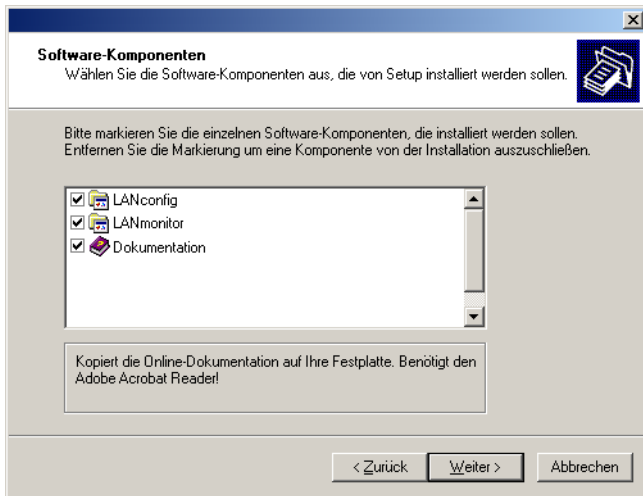 Software-Komponenten
Wählen Sie die Software-Komponenten aus, die von Setup installiert werden sollen.
Bitte markieren Sie die einzelnen Software-Komponenten, die installiert werden sollen.
Entfernen Sie die Markierung um eine Komponente von der Installation auszuschließen.
LANconfig
LANmonitor
Dokumentation
Kopiert die Online-Dokumentation auf Ihre Festplatte. Benötigt den
Adobe Acrobat Reader!
< Zurück
Weiter >
Abbrechen